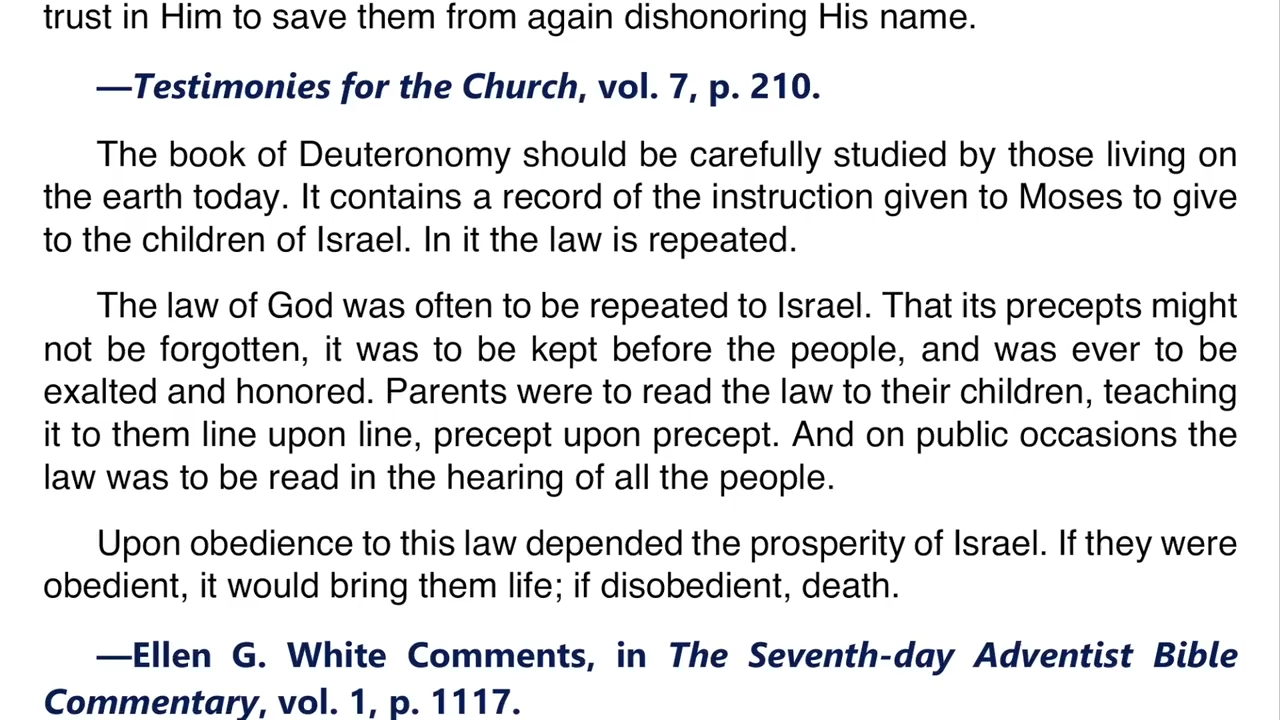 trust in Him to save them from again dishonoring His name.
—Testimonies for the Church, vol. 7, p. 210.
The book of Deuteronomy should be carefully studied by those living on
the earth today. It contains a record of the instruction given to Moses to give
to the children of Israel. In it the law is repeated.
The law of God was often to be repeated to Israel. That its precepts might
not be forgotten, it was to be kept before the people, and was ever to be
exalted and honored. Parents were to read the law to their children, teaching
it to them line upon line, precept upon precept. And on public occasions the
law was to be read in the hearing of all the people.
Upon obedience to this law depended the prosperity of Israel. If they were
obedient, it would bring them life; if disobedient, death.
—Ellen G. White Comments, in The Seventh-day Adventist Bible
Commentary, vol. 1, p. 1117.